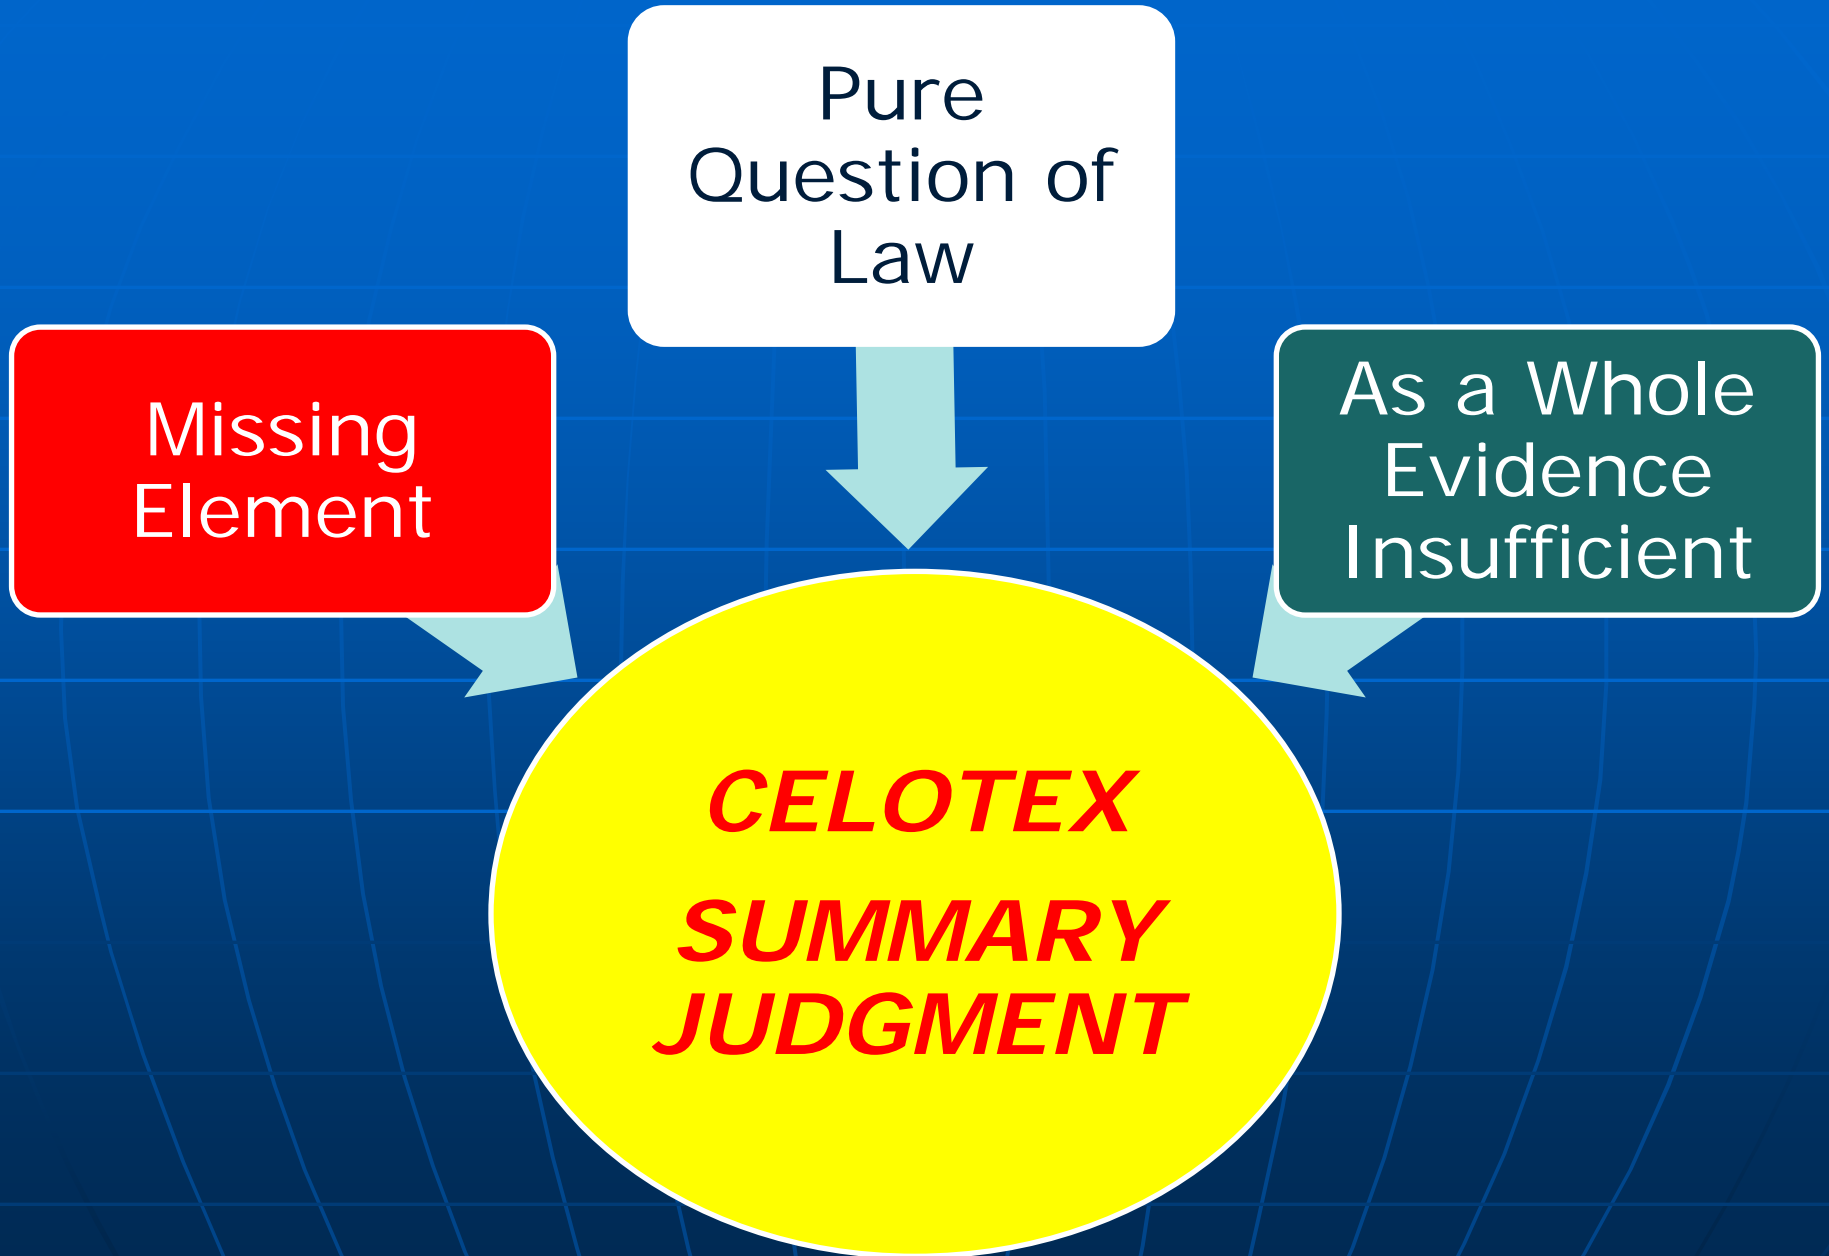 Pure
Question of
Law
Missing
Element
As a Whole
Evidence
Insufficient
CELOTEX
SUMMARY
JUDGMENT